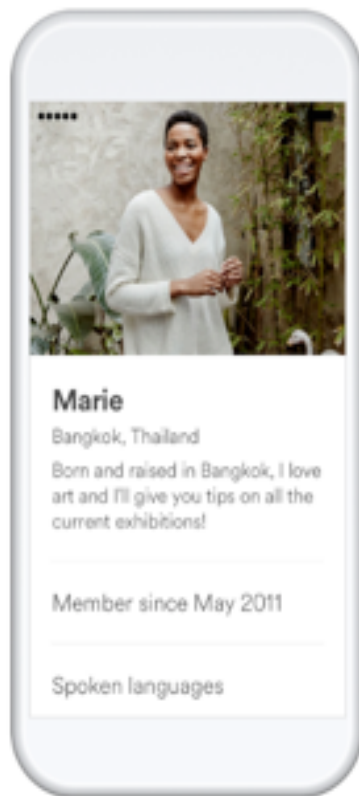 Marie
Bangkok, Thailand
Born and raised in Bangkok, I love
art and I'll give you tips on all the
current exhibitions!
Member since May 2011
Spoken languages